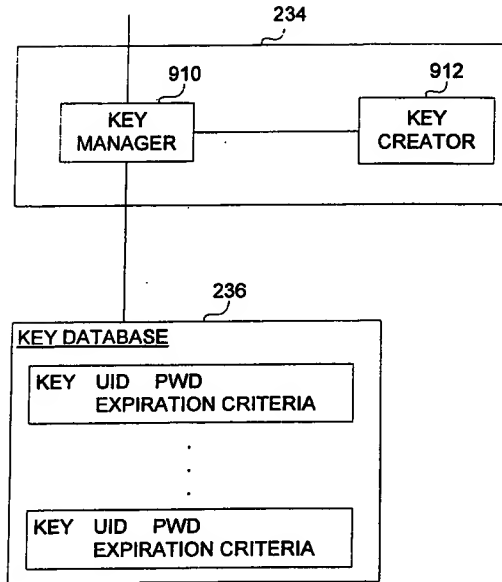 234
910
912
KEY
MANAGER
KEY
CREATOR
236
KEY DATABASE
KEY UID PWD
EXPIRATION CRITERIA
KEY UID PWD
EXPIRATION CRITERIA